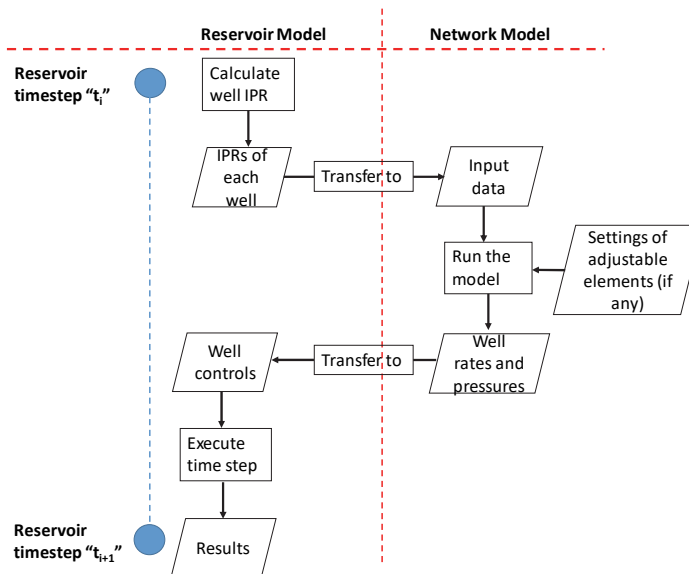 Reservoir Model
Network Model
Reservoir
timestep “tᵢ”
Calculate
well IPR
IPRs of
each
well
Transfer to
Input
data
Run the
model
Settings of
adjustable
elements (if
any)
Well
rates and
pressures
Transfer to
Well
controls
Execute
time step
Reservoir
timestep “tᵢ₊₁”
Results